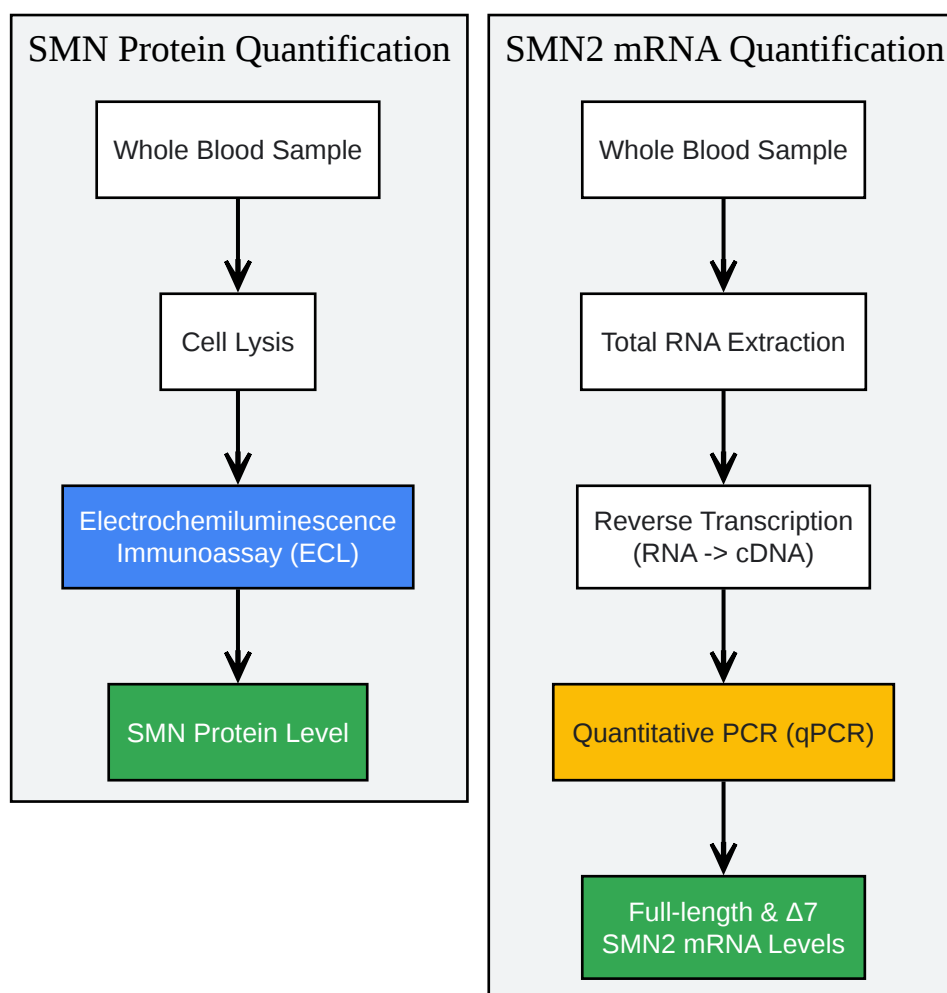 SMN Protein Quantification
Whole Blood Sample
Cell Lysis
Electrochemiluminescence
Immunoassay (ECL)
SMN Protein Level
SMN2 mRNA Quantification
Whole Blood Sample
Total RNA Extraction
Reverse Transcription
(RNA -> cDNA)
Quantitative PCR (qPCR)
Full-length & Δ7
SMN2 mRNA Levels